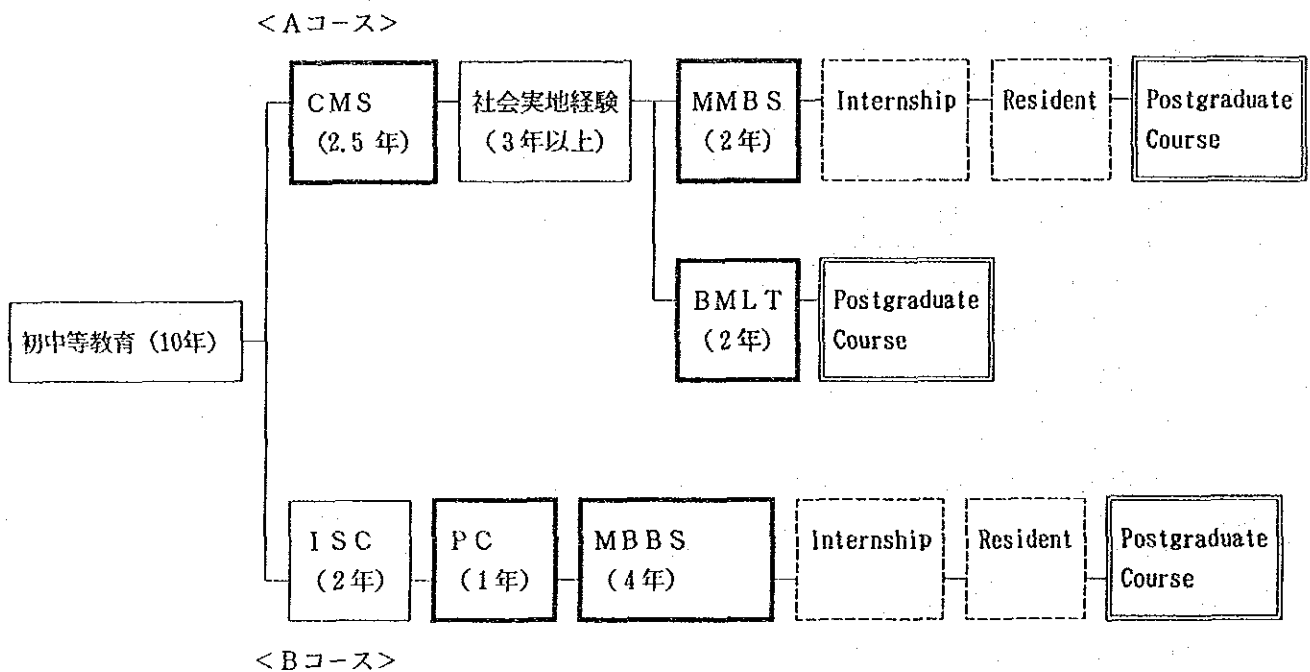 <Aコース>
CMS
(2.5 年)
社会実地経験
(3年以上)
MMBS
(2年)
Internship
Resident
Postgraduate
Course
BMLT
(2年)
Postgraduate
Course
初中等教育 (10年)
ISC
(2年)
PC
(1年)
MBBS
(4年)
Internship
Resident
Postgraduate
Course
<Bコース>